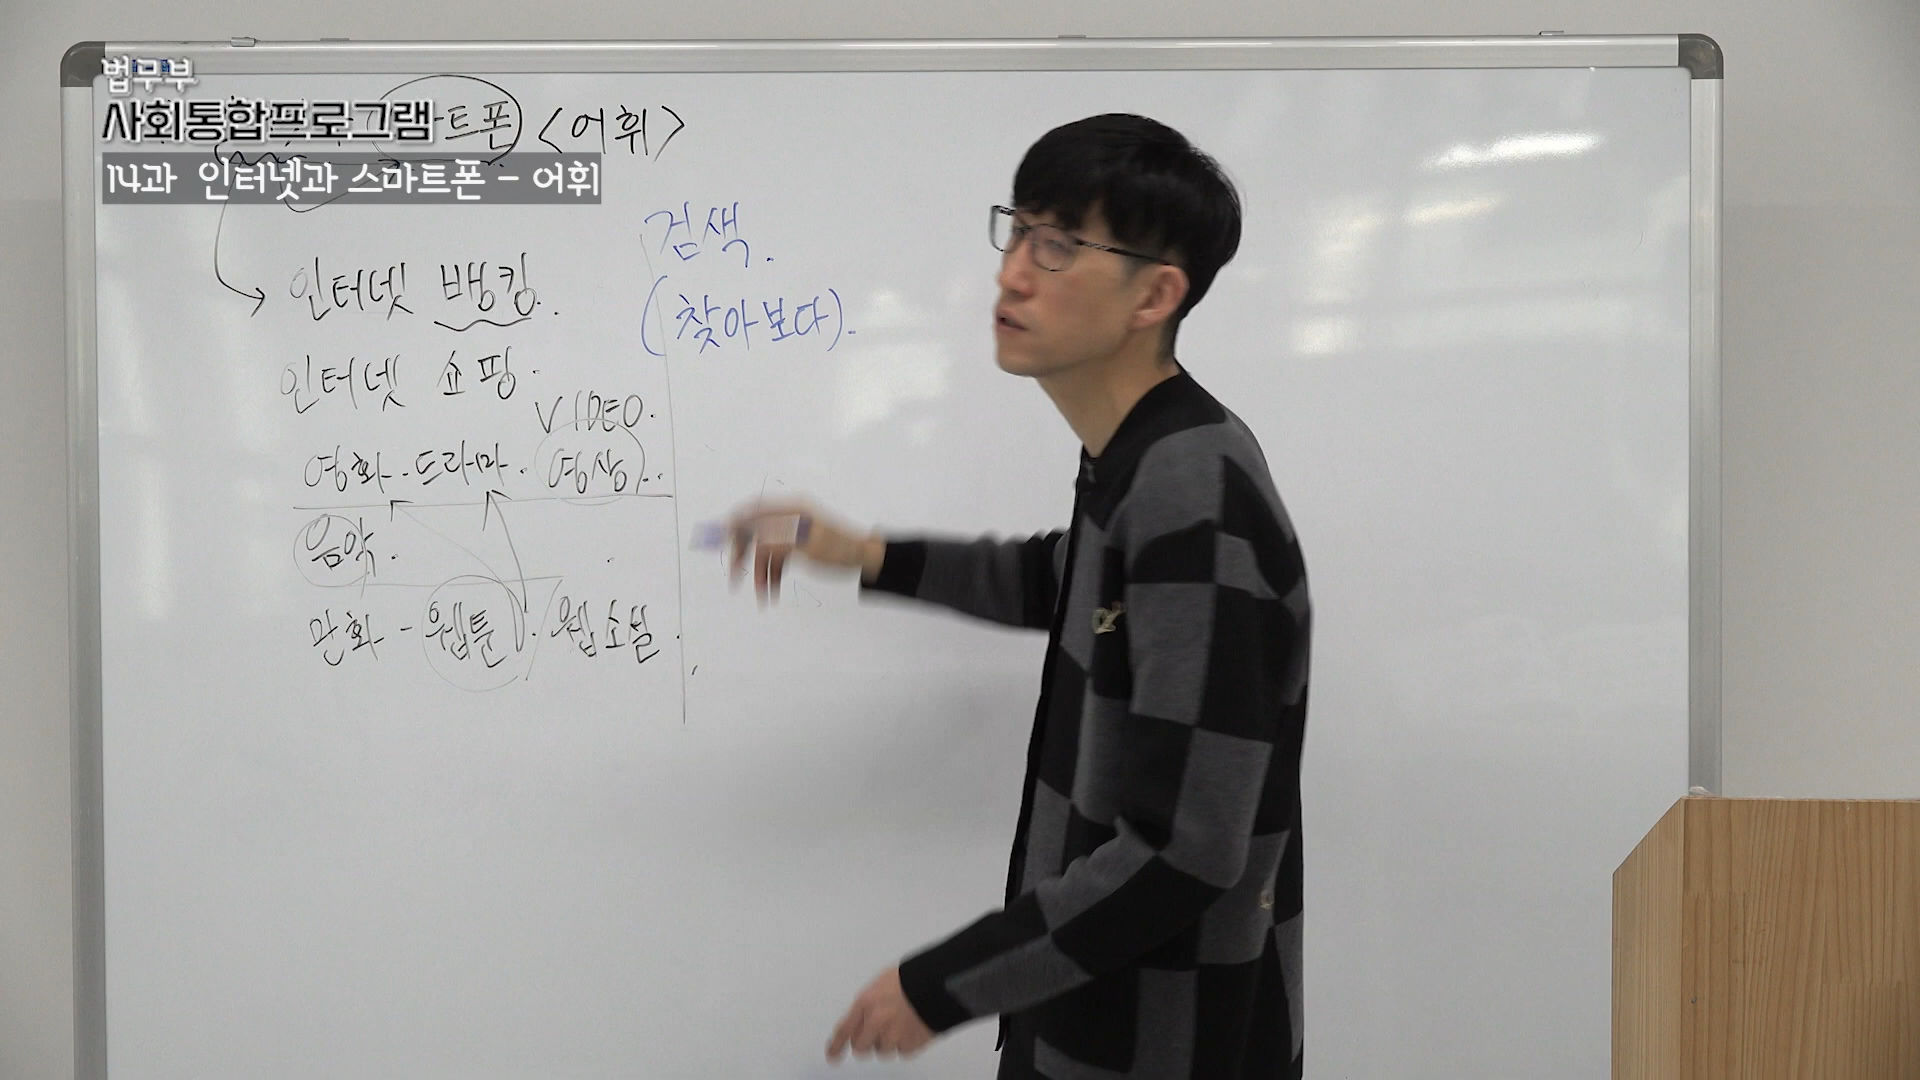 법무부
사회통합프로그램
14과 인터넷과 스마트폰 - 어휘
트폰 <어휘>
인터넷 뱅킹.
인터넷 쇼핑.
VIDEO.
영화. 드라마. 영상..
음악.
만화 - 웹툰. 웹소설.
검색.
(찾아보다).